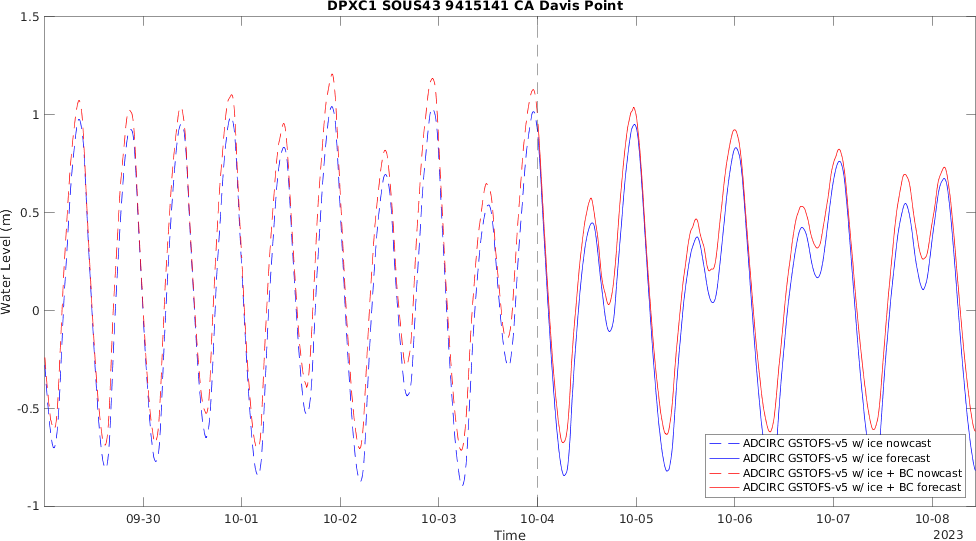 DPXC1 SOUS43 9415141 CA Davis Point
Water Level (m)
1.5
1
0.5
0
-0.5
-1
09-30 10-01 10-02 10-03 10-04 10-05 10-06 10-07 10-08
Time
2023
ADCIRC GSTOFS-v5 w/ ice nowcast
ADCIRC GSTOFS-v5 w/ ice forecast
ADCIRC GSTOFS-v5 w/ ice + BC nowcast
ADCIRC GSTOFS-v5 w/ ice + BC forecast